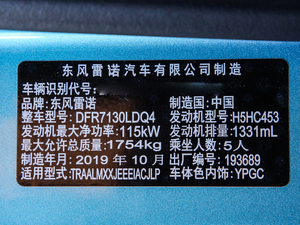 东风雷诺汽车有限公司制造
车辆识别代号:
品牌:东风雷诺 制造国:中国
整车型号:DFR7130LDQ4 发动机型号:H5HC453
发动机最大净功率:115kW 发动机排量:1331mL
最大允许总质量:1754kg 乘坐人数:5人
制造年月:2019年10月 出厂编号:193689
适用型式:TRAALMXXJEEEIACJLP 车体色内饰:YPGC